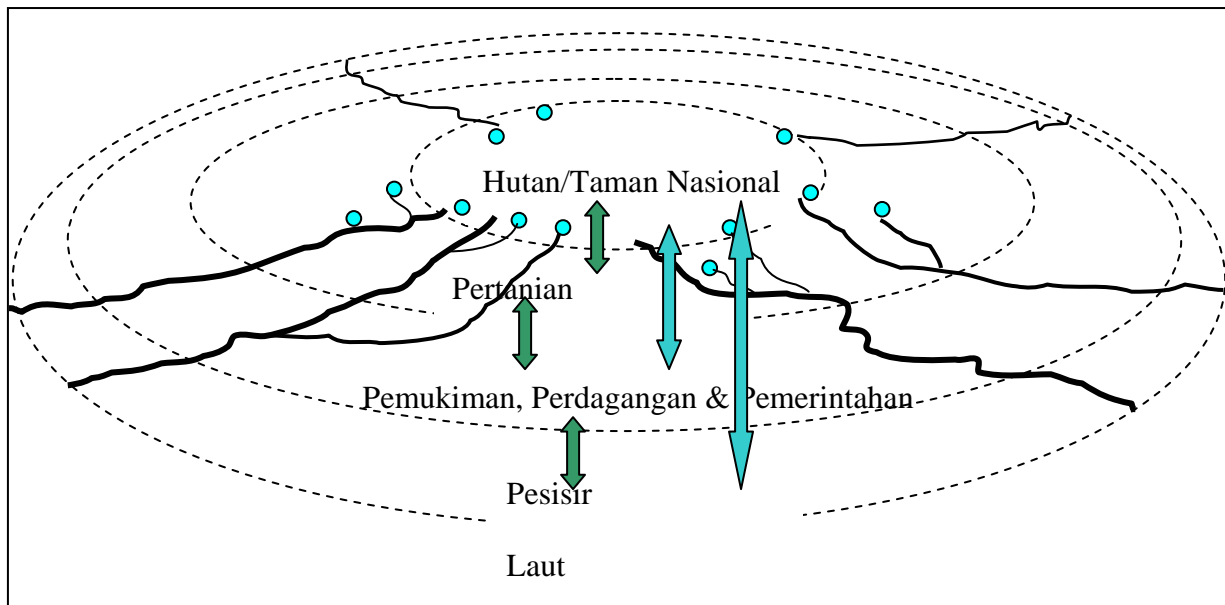 Hutan/Taman Nasional
Pertanian
Pemukiman, Perdagangan & Pemerintahan
Pesisir
Laut